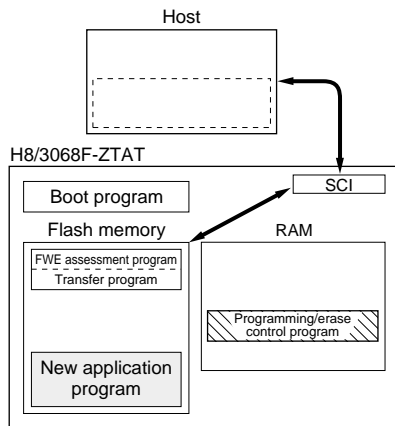 Host
H8/3068F-ZTAT
SCI
Boot program
Flash memory
RAM
FWE assessment program
Transfer program
Programming/erase
control program
New application
program